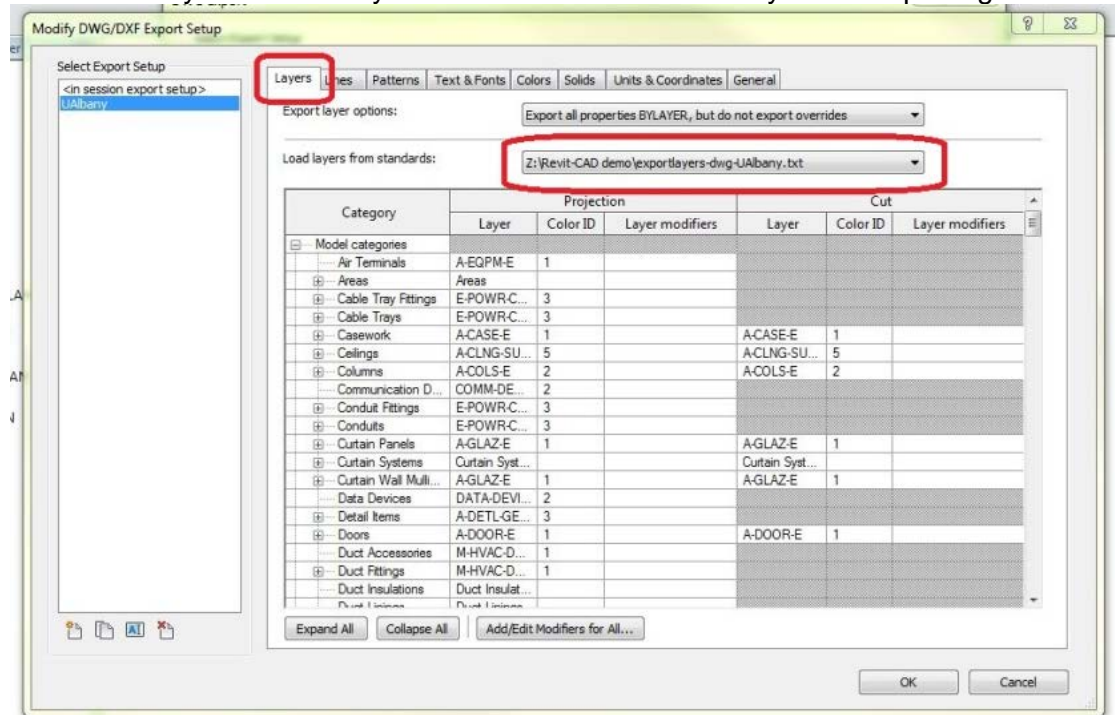 Modify DWG/DXF Export Setup
Select Export Setup
<in session export setup>
UAlbany
Layers Lines Patterns Text & Fonts Colors Solids Units & Coordinates General
Export layer options: Export all properties BYLAYER, but do not export overrides
Load layers from standards: Z:\Revit-CAD demo\exportlayers-dwg-UAlbany.txt
Category Projection Cut
Layer Color ID Layer modifiers Layer Color ID Layer modifiers
Model categories
Air Terminals A-EQPM-E 1
Areas Areas
Cable Tray Fittings E-POWR-C... 3
Cable Trays E-POWR-C... 3
Casework A-CASE-E 1 A-CASE-E 1
Ceilings A-CLNG-SU... 5 A-CLNG-SU... 5
Columns A-COLS-E 2 A-COLS-E 2
Communication D... COMM-DE... 2
Conduit Fittings E-POWR-C... 3
Conduits E-POWR-C... 3
Curtain Panels A-GLAZ-E 1 A-GLAZ-E 1
Curtain Systems Curtain Syst... Curtain Syst...
Curtain Wall Mulli... A-GLAZ-E 1 A-GLAZ-E 1
Data Devices DATA-DEVI... 2
Detail Items A-DETL-GE... 3
Doors A-DOOR-E 1 A-DOOR-E 1
Duct Accessories M-HVAC-D... 1
Duct Fittings M-HVAC-D... 1
Duct Insulations Duct Insulat...
Duct Linings Duct Linings
Expand All Collapse All Add/Edit Modifiers for All...
OK Cancel